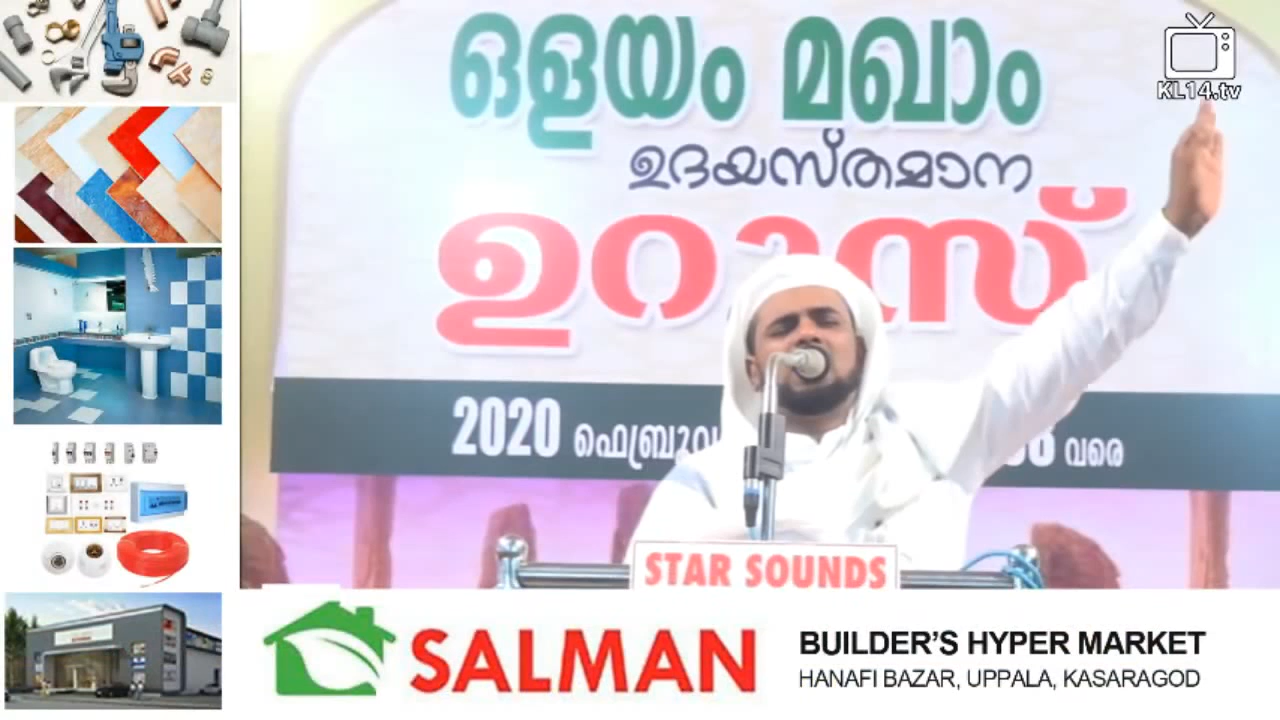 ഒളയം മഖാം
ഉദയസ്തമാന
ഉറൂസ്
2020 ഫെബ്രുവ
വരെ
KL14.tv
STAR SOUNDS
SALMAN
BUILDER’S HYPER MARKET
HANAFI BAZAR, UPPALA, KASARAGOD